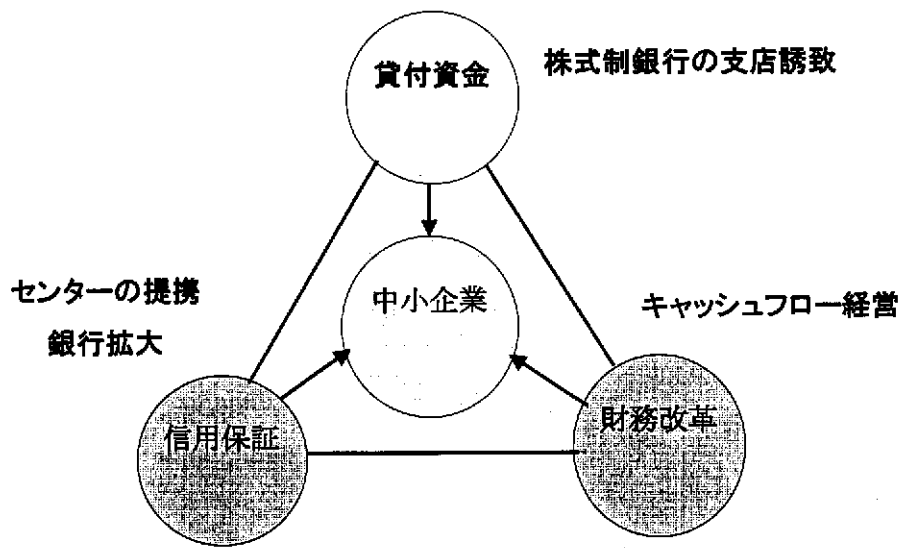 貸付資金
株式制銀行の支店誘致
中小企業
センターの提携
銀行拡大
キャッシュフロー経営
信用保証
財務改革